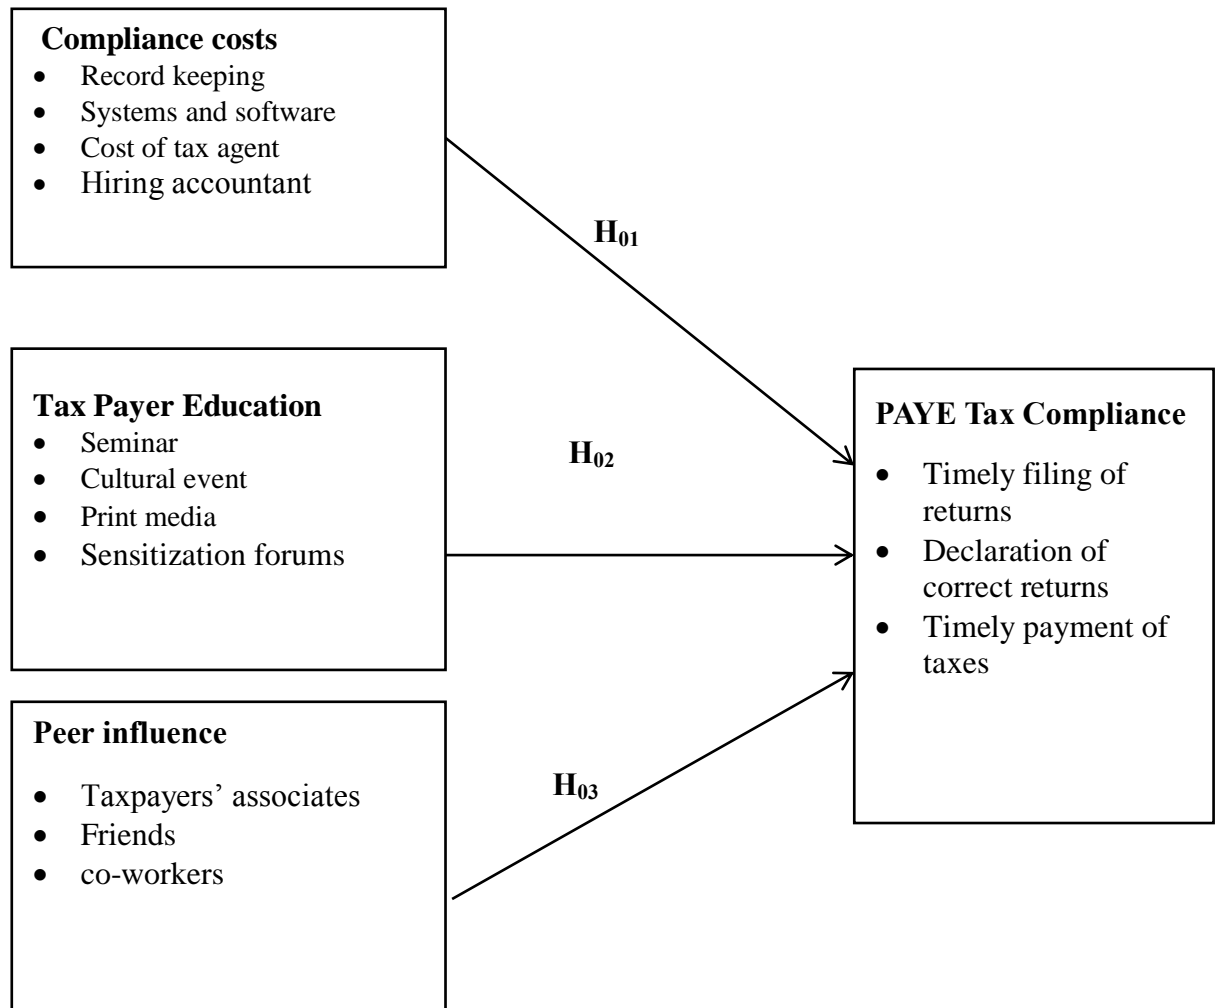 Compliance costs
• Record keeping
• Systems and software
• Cost of tax agent
• Hiring accountant
H01
Tax Payer Education
• Seminar
• Cultural event
• Print media
• Sensitization forums
H02
PAYE Tax Compliance
• Timely filing of
returns
• Declaration of
correct returns
• Timely payment of
taxes
Peer influence
• Taxpayers’ associates
• Friends
• co-workers
H03